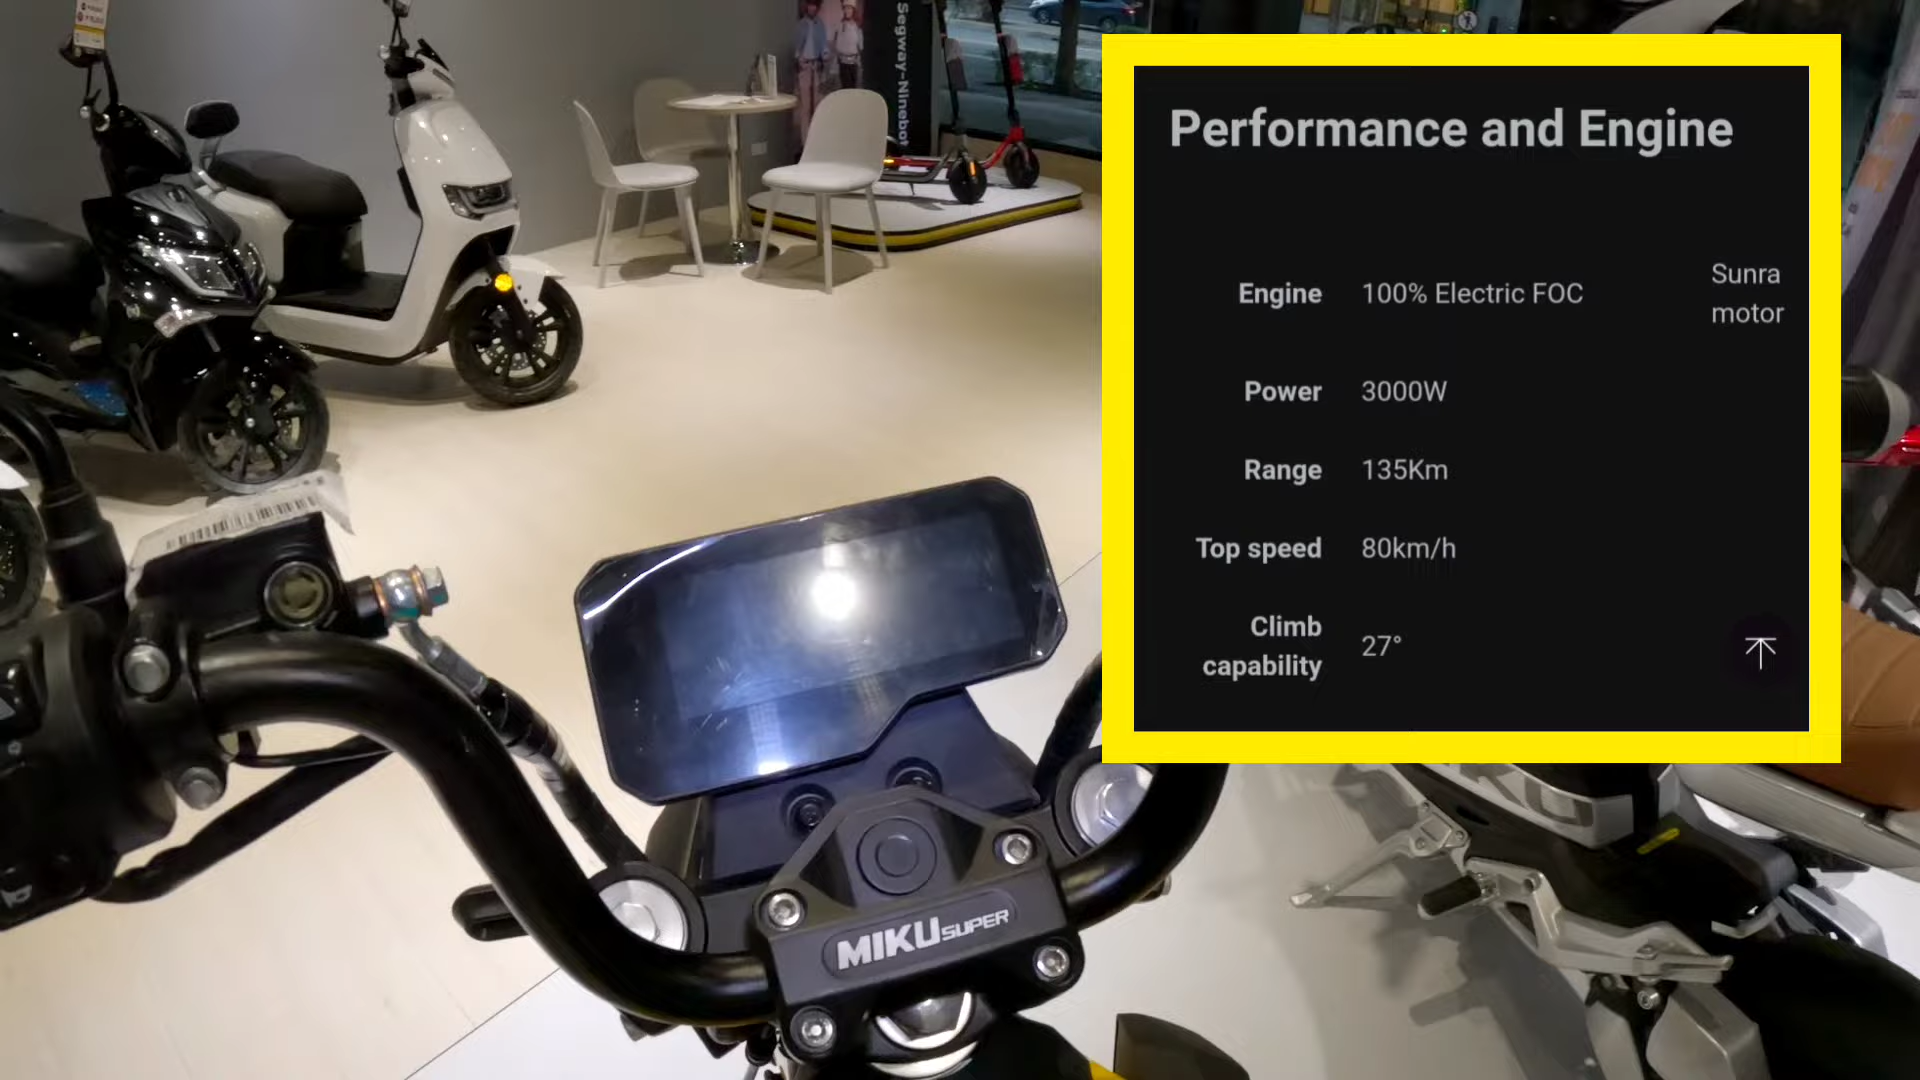 Segway-Ninebot
Performance and Engine
Engine 100% Electric FOC Sunra motor
Power 3000W
Range 135Km
Top speed 80km/h
Climb capability 27°
MIKU SUPER